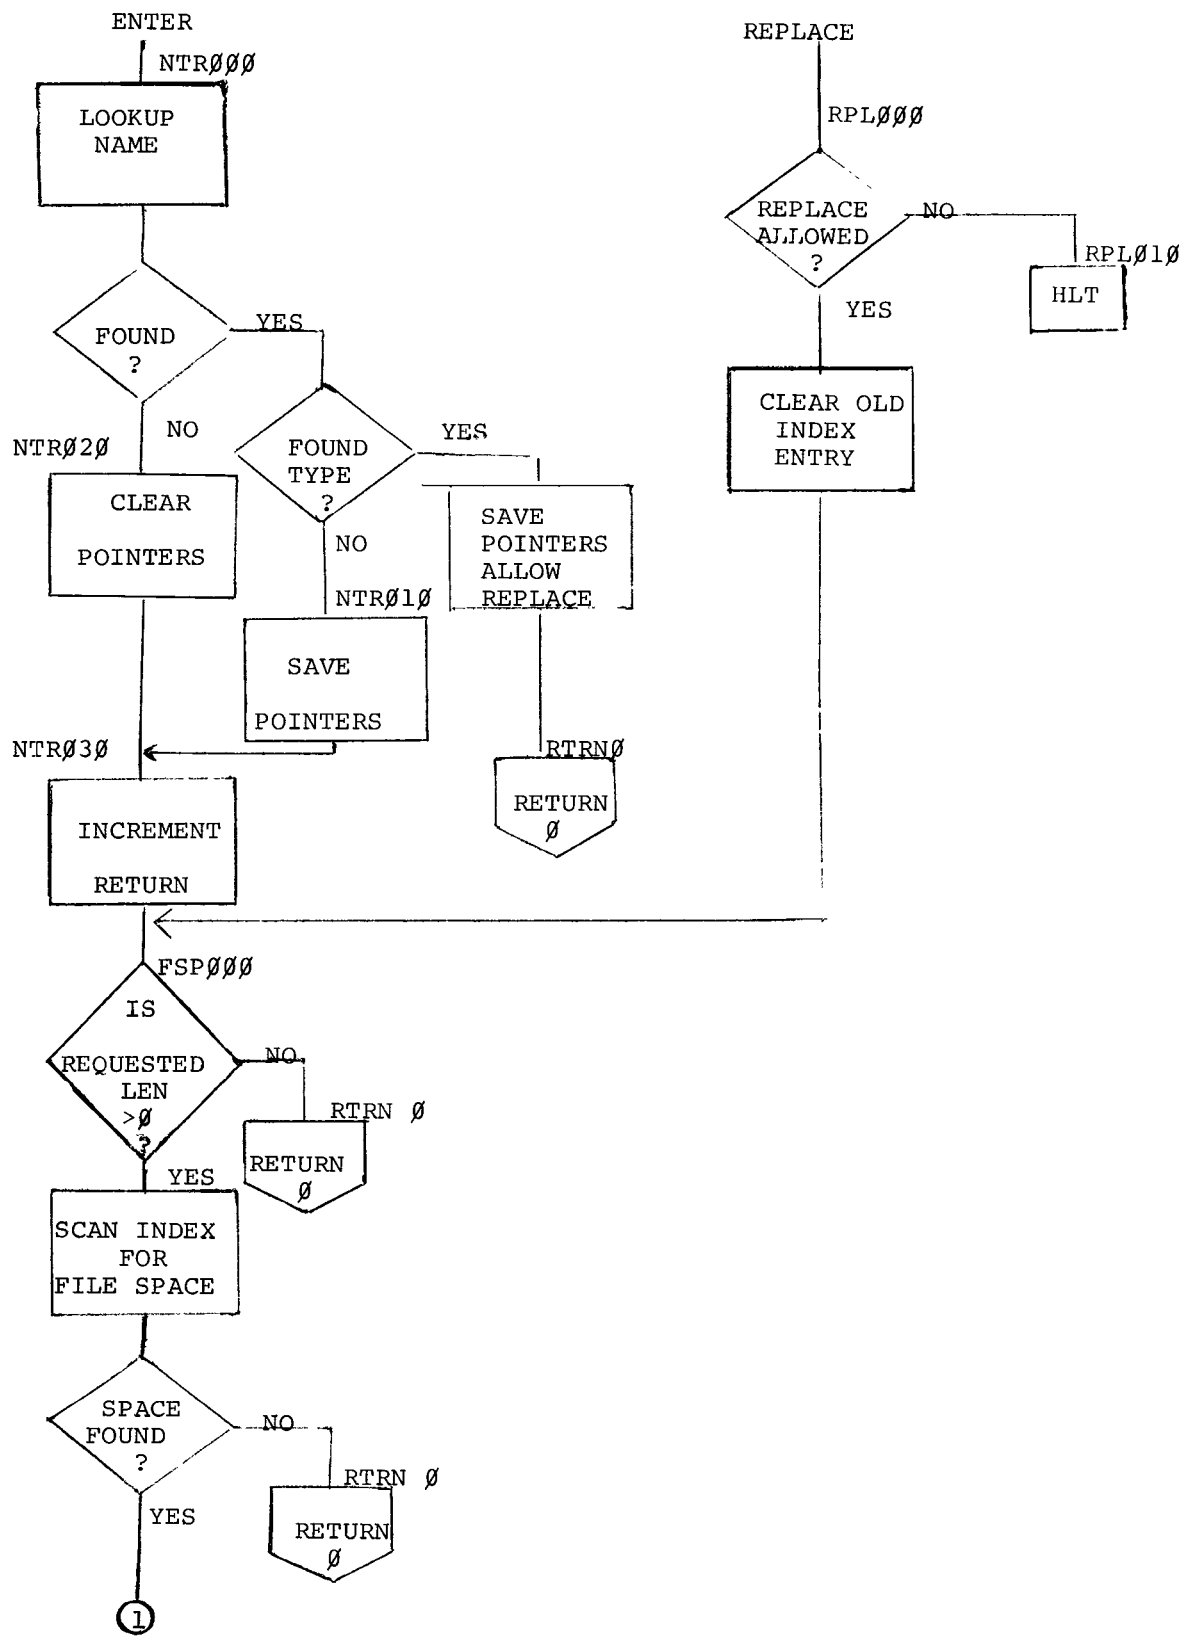 ENTER
NTRØØØ
LOOKUP
NAME
FOUND
?
YES
NO
NTRØ2Ø
CLEAR
POINTERS
FOUND
TYPE
?
YES
NO
NTRØ1Ø
SAVE
POINTERS
SAVE
POINTERS
ALLOW
REPLACE
RTRNØ
RETURN
Ø
NTRØ3Ø
INCREMENT
RETURN
FSPØØØ
IS
REQUESTED
LEN
>Ø
?
NO
RTRN Ø
RETURN
Ø
YES
SCAN INDEX
FOR
FILE SPACE
SPACE
FOUND
?
NO
RTRN Ø
RETURN
Ø
YES
1
REPLACE
RPLØØØ
REPLACE
ALLOWED
?
NO
RPLØ1Ø
HLT
YES
CLEAR OLD
INDEX
ENTRY